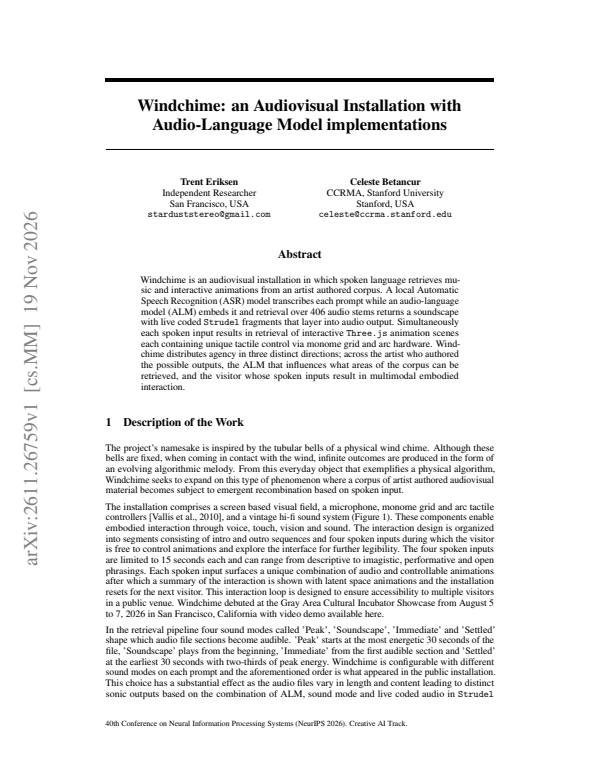 Windchime: an Audiovisual Installation with
Audio-Language Model implementations
Trent Eriksen
Independent Researcher
San Francisco, USA
starduststereo@gmail.com
Celeste Betancur
CCRMA, Stanford University
Stanford, USA
celeste@ccrma.stanford.edu
Abstract
Windchime is an audiovisual installation in which spoken language retrieves mu-
sic and interactive animations from an artist authored corpus. A local Automatic
Speech Recognition (ASR) model transcribes each prompt while an audio-language
model (ALM) embeds it and retrieval over 406 audio stems returns a soundscape
with live coded Strudel fragments that layer into audio output. Simultaneously
each spoken input results in retrieval of interactive Three.js animation scenes
each containing unique tactile control via monome grid and arc hardware. Wind-
chime distributes agency in three distinct directions; across the artist who authored
the possible outputs, the ALM that influences what areas of the corpus can be
retrieved, and the visitor whose spoken inputs result in multimodal embodied
interaction.
1 Description of the Work
The project's namesake is inspired by the tubular bells of a physical wind chime. Although these
bells are fixed, when coming in contact with the wind, infinite outcomes are produced in the form of
an evolving algorithmic melody. From this everyday object that exemplifies a physical algorithm,
Windchime seeks to expand on this type of phenomenon where a corpus of artist authored audiovisual
material becomes subject to emergent recombination based on spoken input.
The installation comprises a screen based visual field, a microphone, monome grid and arc tactile
controllers [Vallis et al., 2010], and a vintage hi-fi sound system (Figure 1). These components enable
embodied interaction through voice, touch, vision and sound. The interaction design is organized
into segments consisting of intro and outro sequences and four spoken inputs during which the visitor
is free to control animations and explore the interface for further legibility. The four spoken inputs
are limited to 15 seconds each and can range from descriptive to imagistic, performative and open
phrasings. Each spoken input surfaces a unique combination of audio and controllable animations
after which a summary of the interaction is shown with latent space animations and the installation
resets for the next visitor. This interaction loop is designed to ensure accessibility to multiple visitors
in a public venue. Windchime debuted at the Gray Area Cultural Incubator Showcase from August 5
to 7, 2026 in San Francisco, California with video demo available here.
In the retrieval pipeline four sound modes called 'Peak', 'Soundscape', 'Immediate' and 'Settled'
shape which audio file sections become audible. 'Peak' starts at the most energetic 30 seconds of the
file, 'Soundscape' plays from the beginning, 'Immediate' from the first audible section and 'Settled'
at the earliest 30 seconds with two-thirds of peak energy. Windchime is configurable with different
sound modes on each prompt and the aforementioned order is what appeared in the public installation.
This choice has a substantial effect as the audio files vary in length and content leading to distinct
sonic outputs based on the combination of ALM, sound mode and live coded audio in Strudel
40th Conference on Neural Information Processing Systems (NeurIPS 2026). Creative AI Track.
arXiv:2611.26759v1 [cs.MM] 19 Nov 2026